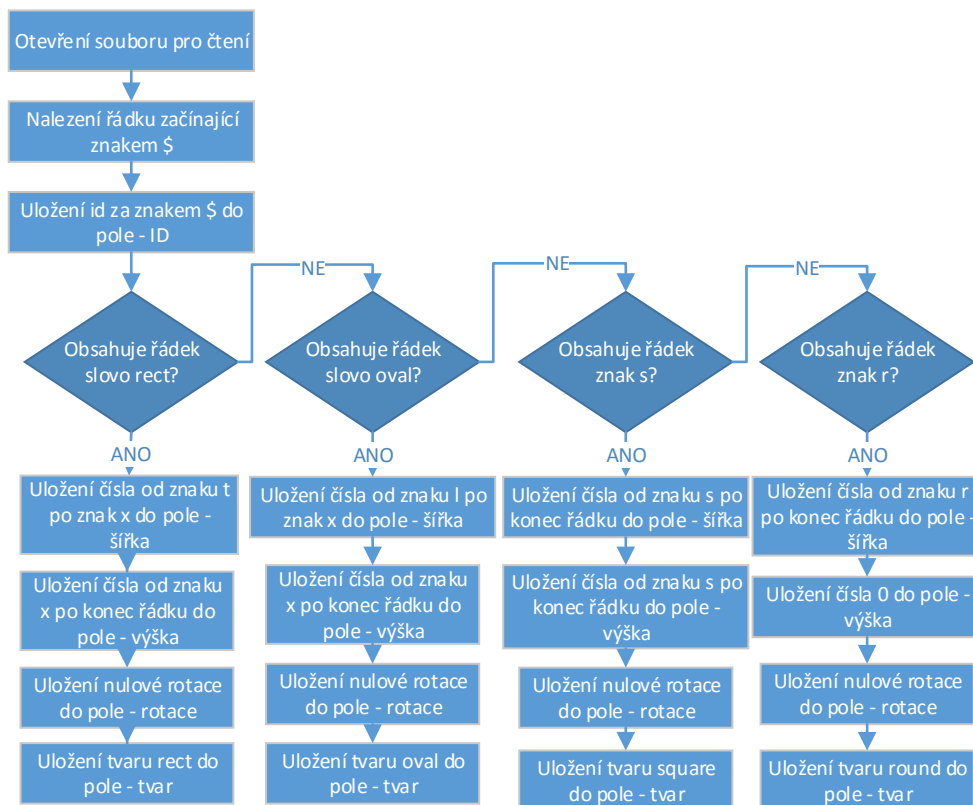 Otevření souboru pro čtení
Nalezení řádku začínající
znakem $
Uložení id za znakem $ do
pole - ID
NE
NE
NE
Obsahuje řádek
slovo rect?
Obsahuje řádek
slovo oval?
Obsahuje řádek
znak s?
Obsahuje řádek
znak r?
ANO
ANO
ANO
ANO
Uložení čísla od znaku t
po znak x do pole -
šířka
Uložení čísla od znaku
x po konec řádku do
pole - výška
Uložení nulové rotace
do pole - rotace
Uložení tvaru rect do
pole - tvar
Uložení čísla od znaku l po
znak x do pole - šířka
Uložení čísla od znaku
x po konec řádku do
pole - výška
Uložení nulové rotace
do pole - rotace
Uložení tvaru oval do
pole - tvar
Uložení čísla od znaku s po
konec řádku do pole - šířka
Uložení čísla od znaku s po
konec řádku do pole -
výška
Uložení nulové rotace
do pole - rotace
Uložení tvaru square
do pole - tvar
Uložení čísla od znaku r
po konec řádku do pole -
šířka
Uložení čísla 0 do pole -
výška
Uložení nulové rotace
do pole - rotace
Uložení tvaru round do
pole - tvar